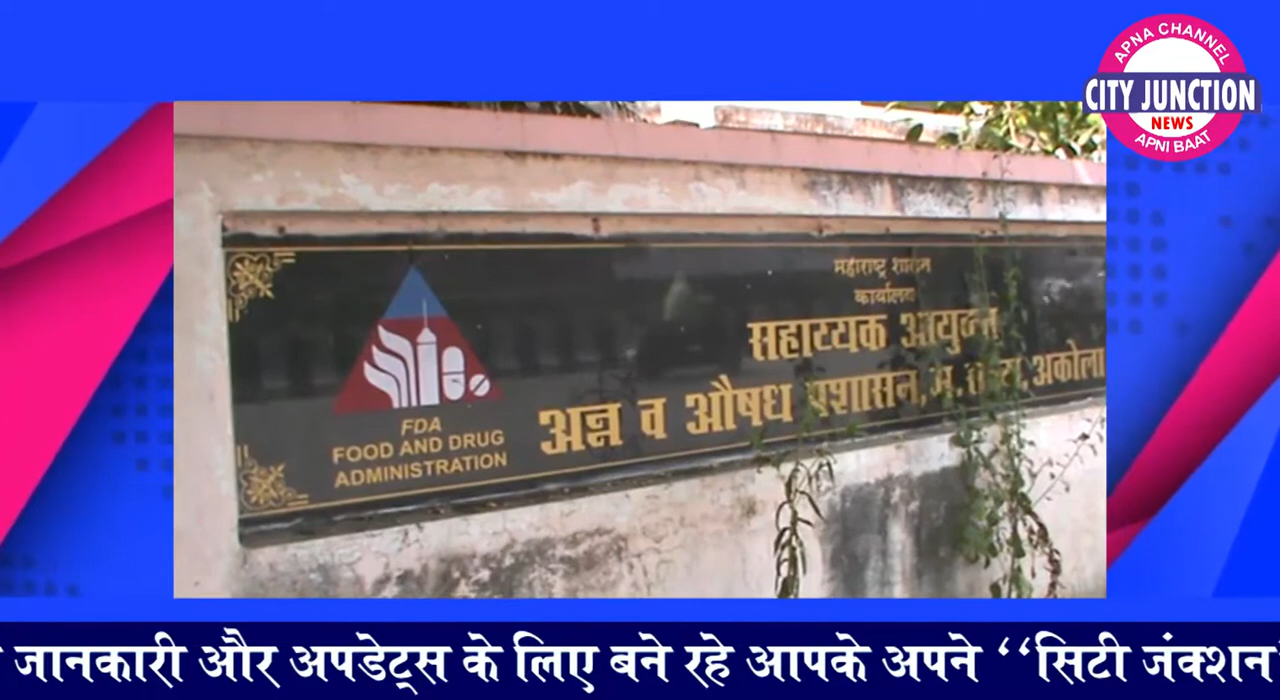 APNA CHANNEL
CITY JUNCTION
NEWS
APNI BAAT
महाराष्ट्र शासन
कार्यालय
सहाय्यक आयुक्त
अन्न व औषध प्रशासन, म. राज्य, अकोला
FDA
FOOD AND DRUG
ADMINISTRATION
जानकारी और अपडेट्स के लिए बने रहे आपके अपने ‘‘सिटी जंक्शन